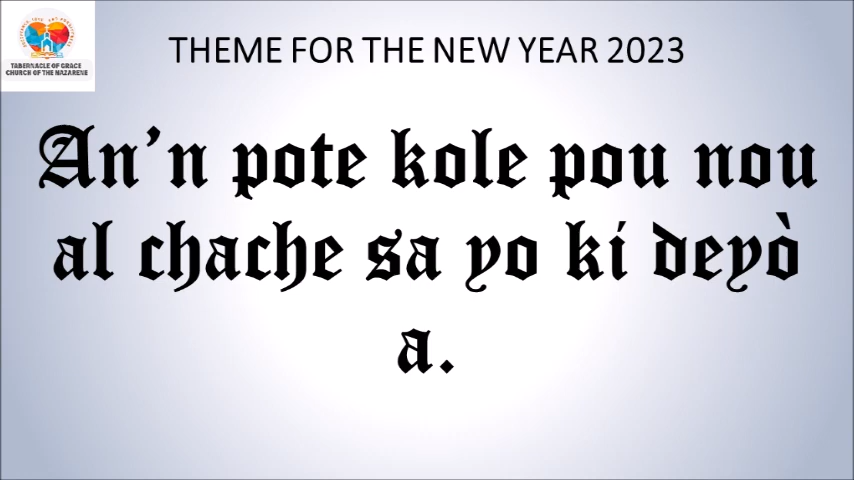 TABERNACLE OF GRACE
CHURCH OF THE NAZARENE
THEME FOR THE NEW YEAR 2023
An’n pote kole pou nou
al chache sa yo ki deyò
a.